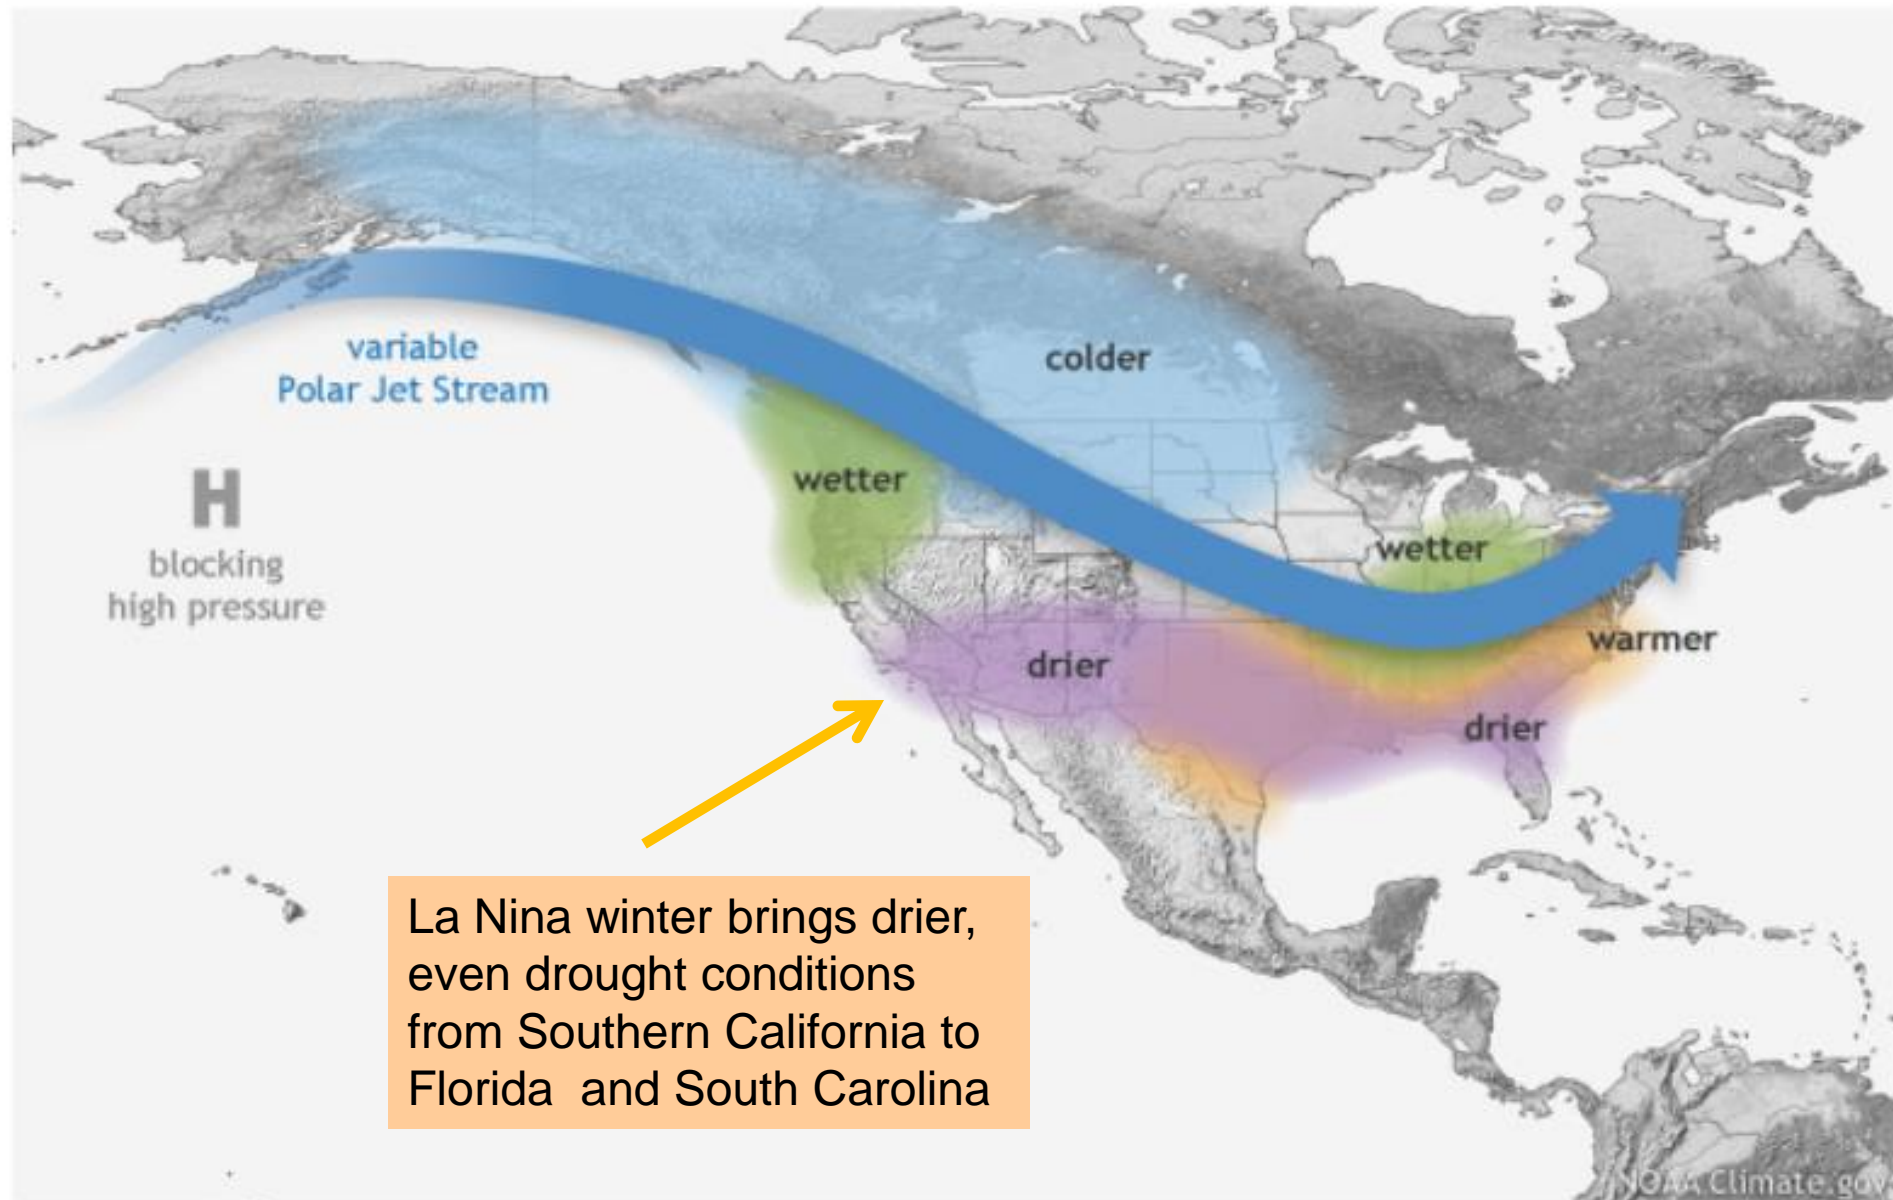 variable
Polar Jet Stream
colder
wetter
H
blocking
high pressure
wetter
warmer
drier
drier
La Nina winter brings drier,
even drought conditions
from Southern California to
Florida  and South Carolina
NOAA Climate.gov